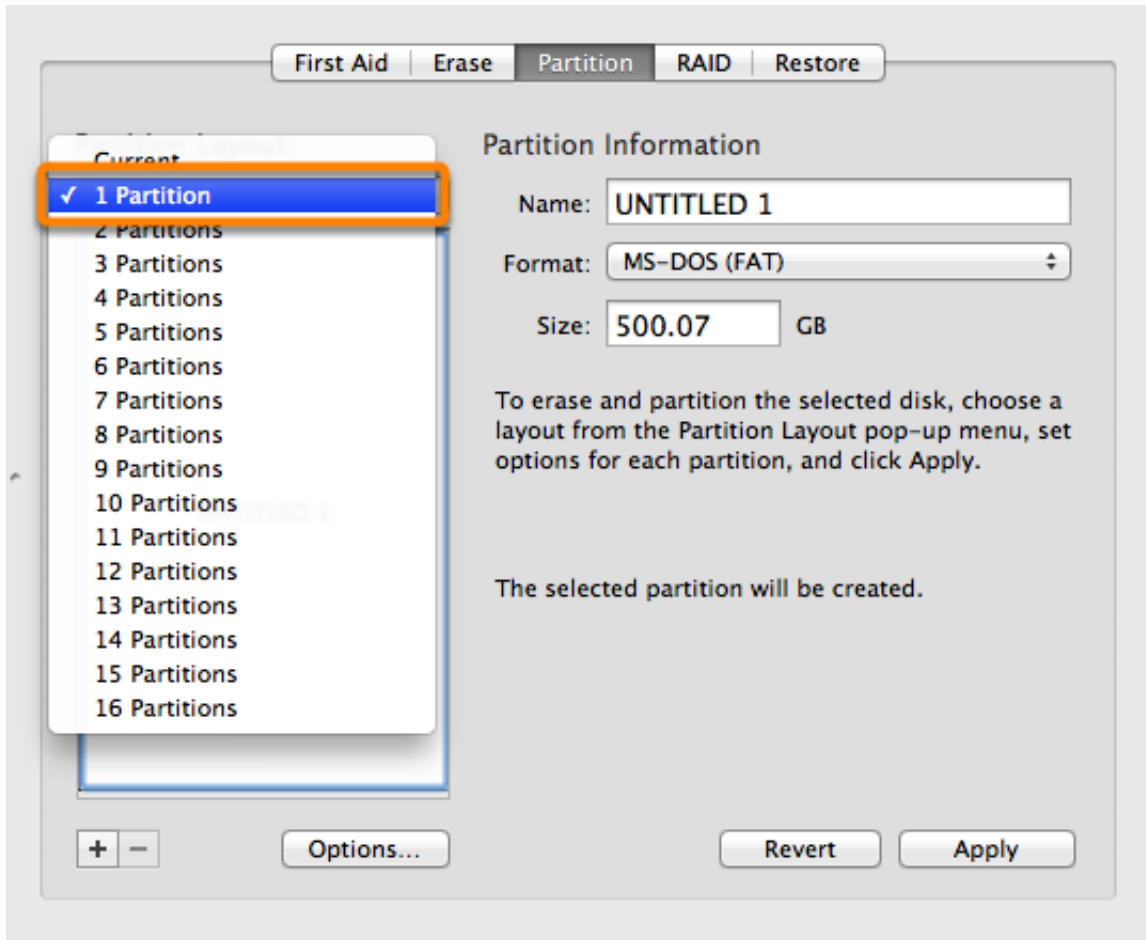 First Aid Erase Partition RAID Restore
Partition Layout:
Current
✓ 1 Partition
2 Partitions
3 Partitions
4 Partitions
5 Partitions
6 Partitions
7 Partitions
8 Partitions
9 Partitions
10 Partitions
11 Partitions
12 Partitions
13 Partitions
14 Partitions
15 Partitions
16 Partitions
UNTITLED 1
Partition Information
Name: UNTITLED 1
Format: MS-DOS (FAT)
Size: 500.07 GB
To erase and partition the selected disk, choose a
layout from the Partition Layout pop-up menu, set
options for each partition, and click Apply.
The selected partition will be created.
+ −
Options...
Revert Apply